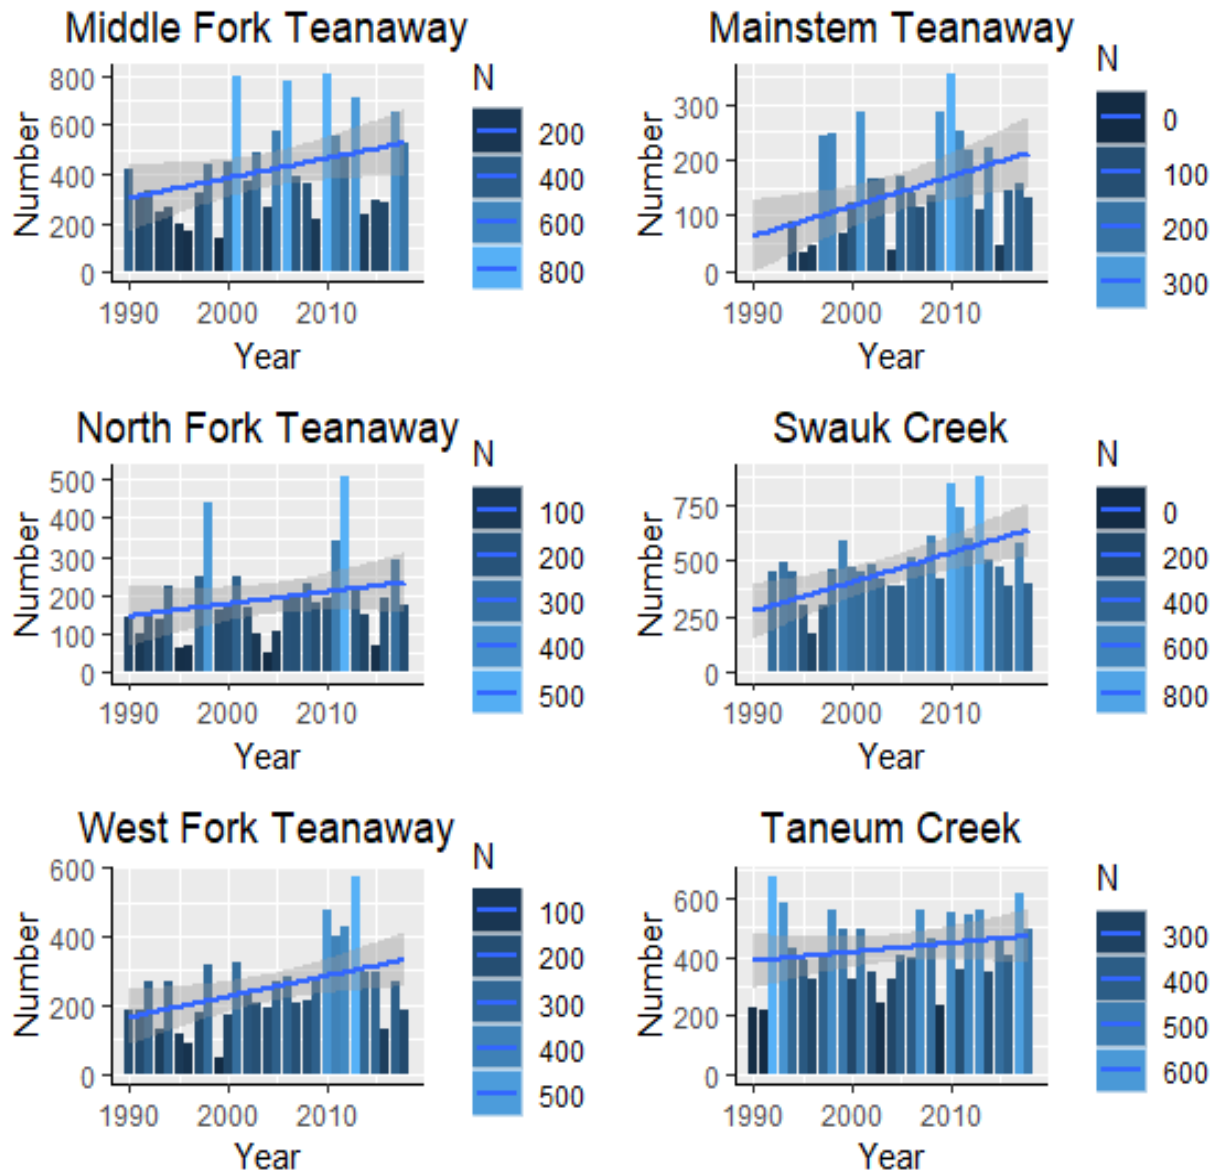 Middle Fork Teanaway
Number
800
600
400
200
0
1990 2000 2010
Year
N
200
400
600
800
Mainstem Teanaway
Number
300
200
100
0
1990 2000 2010
Year
N
0
100
200
300
North Fork Teanaway
Number
500
400
300
200
100
0
1990 2000 2010
Year
N
100
200
300
400
500
Swauk Creek
Number
750
500
250
0
1990 2000 2010
Year
N
0
200
400
600
800
West Fork Teanaway
Number
600
400
200
0
1990 2000 2010
Year
N
100
200
300
400
500
Taneum Creek
Number
600
400
200
0
1990 2000 2010
Year
N
300
400
500
600